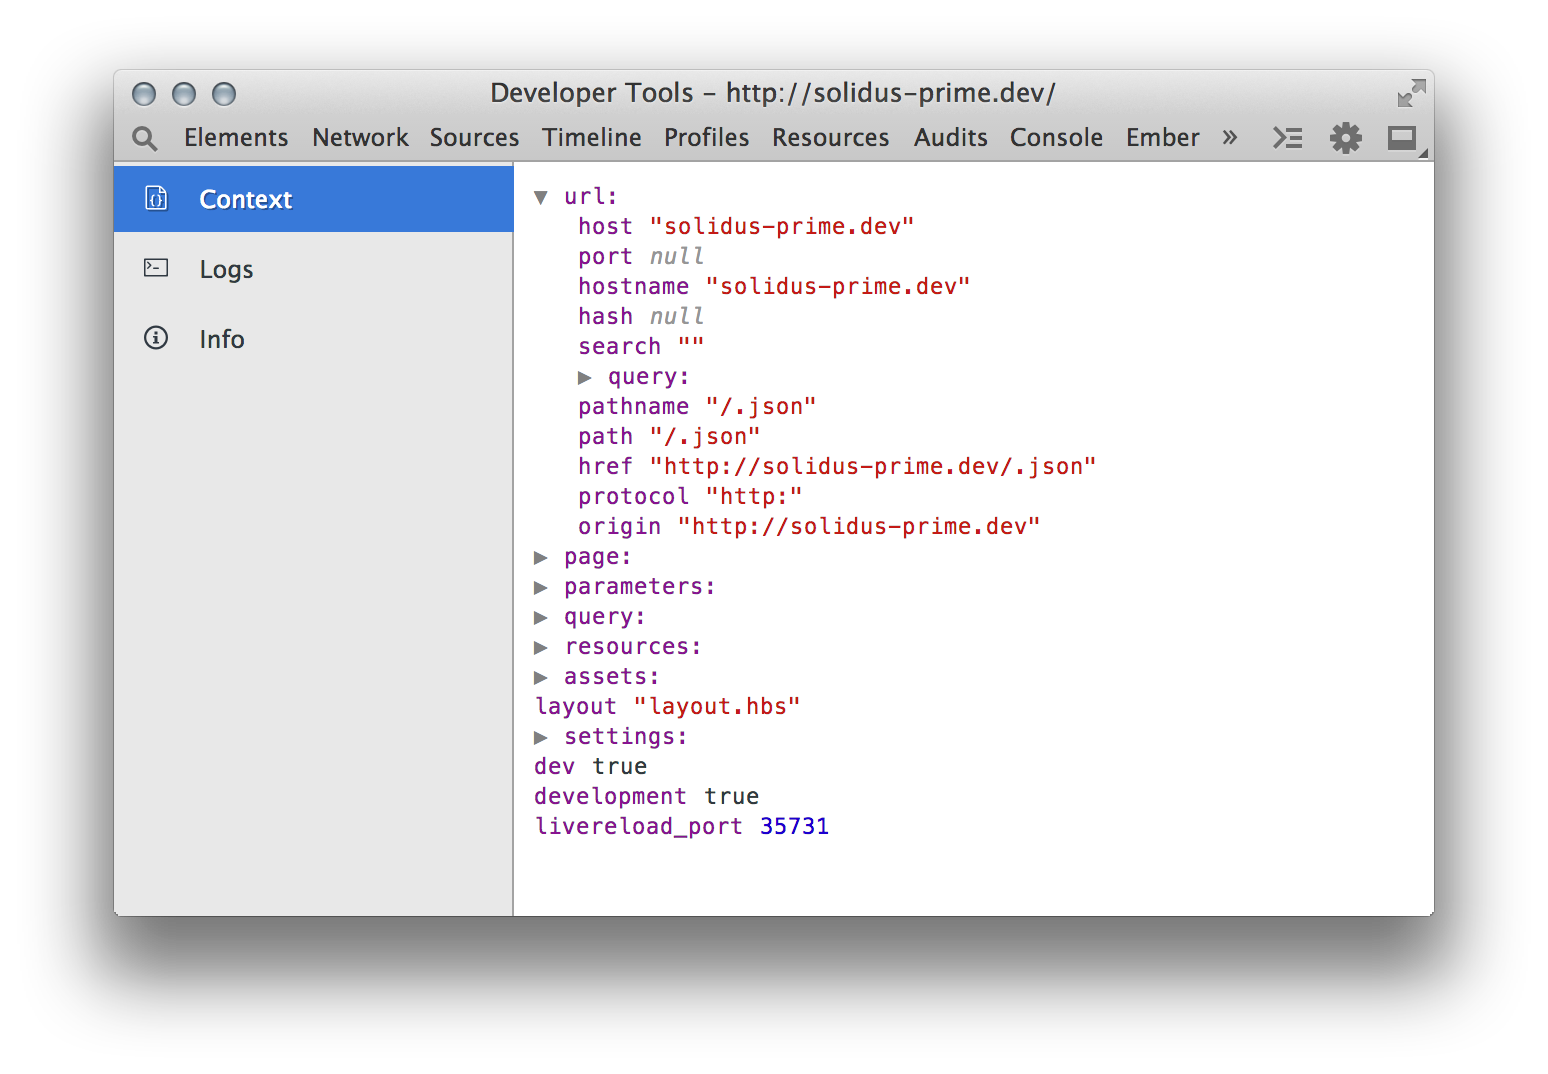 Developer Tools – http://solidus-prime.dev/
Elements Network Sources Timeline Profiles Resources Audits Console Ember »
Context
Logs
Info
▼ url:
host "solidus-prime.dev"
port null
hostname "solidus-prime.dev"
hash null
search ""
▶ query:
pathname "/.json"
path "/.json"
href "http://solidus-prime.dev/.json"
protocol "http:"
origin "http://solidus-prime.dev"
▶ page:
▶ parameters:
▶ query:
▶ resources:
▶ assets:
layout "layout.hbs"
▶ settings:
dev true
development true
livereload_port 35731